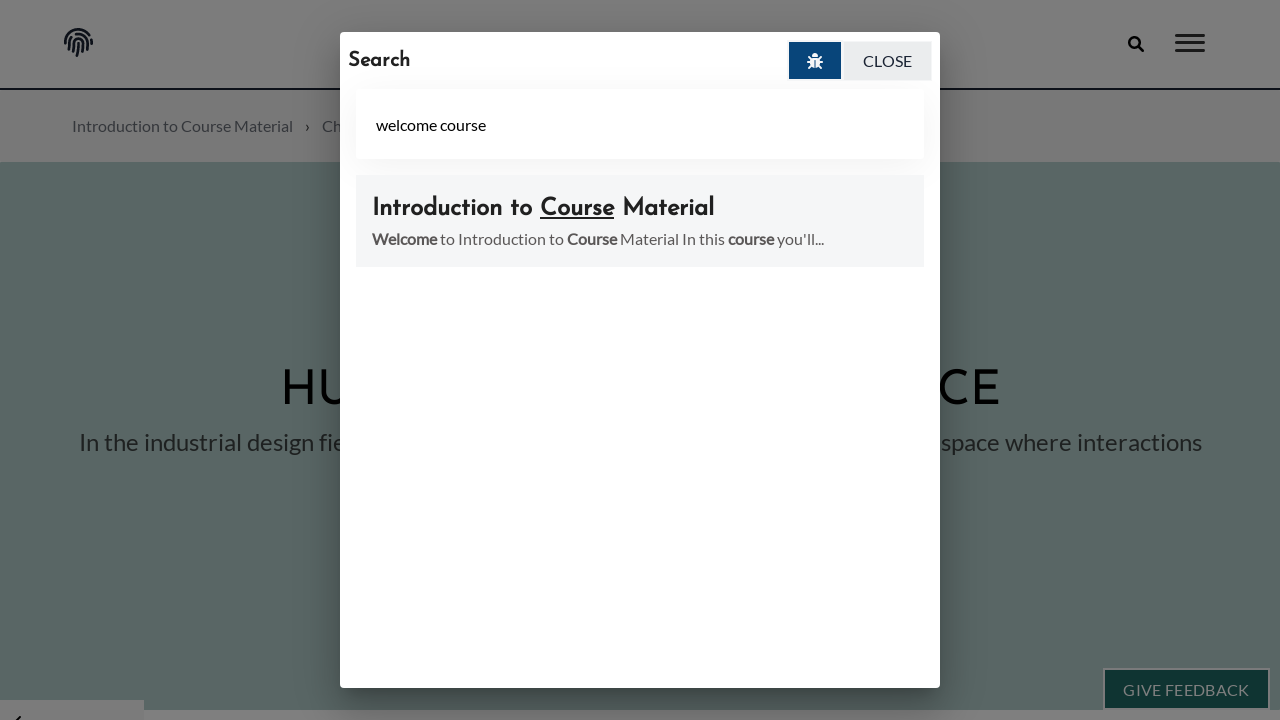 Search
CLOSE
Introduction to Course Material › Ch
welcome course
Introduction to Course Material
Welcome to Introduction to Course Material In this course you'll...
HU CE
In the industrial design fie space where interactions
GIVE FEEDBACK